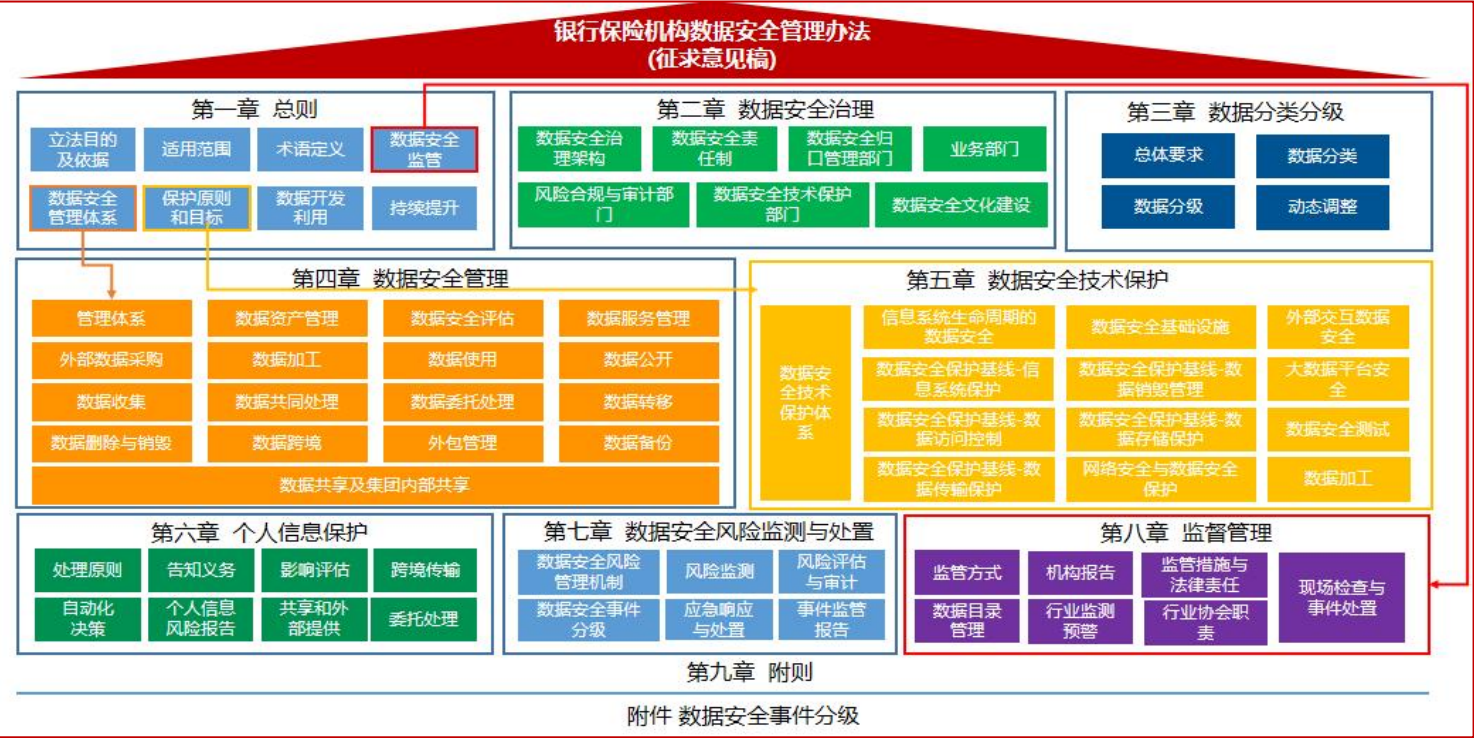 银行保险机构数据安全管理办法
(征求意见稿)
第一章 总则
立法目的
及依据
适用范围
术语定义
数据安全
监管
数据安全
管理体系
保护原则
和目标
数据开发
利用
持续提升
第二章 数据安全治理
数据安全治
理架构
数据安全责
任制
数据安全归
口管理部门
业务部门
风险合规与审计部
门
数据安全技术保护
部门
数据安全文化建设
第三章 数据分类分级
总体要求
数据分类
数据分级
动态调整
第四章 数据安全管理
管理体系
数据资产管理
数据安全评估
数据服务管理
外部数据采购
数据加工
数据使用
数据公开
数据收集
数据共同处理
数据委托处理
数据转移
数据删除与销毁
数据跨境
外包管理
数据备份
数据共享及集团内部共享
第五章 数据安全技术保护
数据安
全技术
保护体
系
信息系统生命周期的
数据安全
数据安全基础设施
外部交互数据
安全
数据安全保护基线-信
息系统保护
数据安全保护基线-数
据销毁管理
大数据平台安
全
数据安全保护基线-数
据访问控制
数据安全保护基线-数
据存储保护
数据安全测试
数据安全保护基线-数
据传输保护
网络安全与数据安全
保护
数据加工
第六章 个人信息保护
处理原则
告知义务
影响评估
跨境传输
自动化
决策
个人信息
风险报告
共享和外
部提供
委托处理
第七章 数据安全风险监测与处置
数据安全风险
管理机制
风险监测
风险评估
与审计
数据安全事件
分级
应急响应
与处置
事件监管
报告
第八章 监督管理
监管方式
机构报告
监管措施与
法律责任
现场检查与
事件处置
数据目录
管理
行业监测
预警
行业协会职
责
第九章 附则
附件 数据安全事件分级